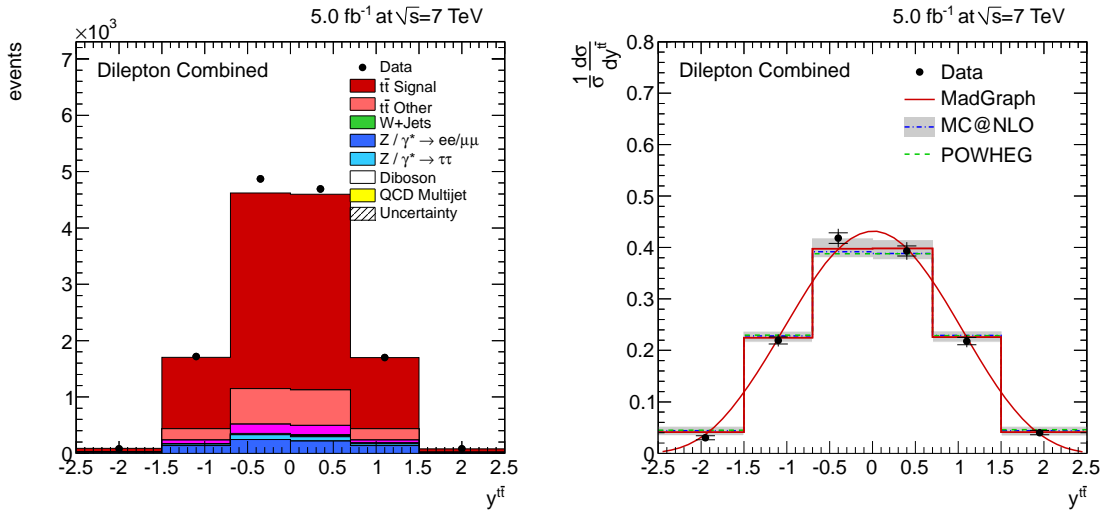 5.0 fb⁻¹ at √s=7 TeV
×10³
events
Dilepton Combined
Data
tt̄ Signal
tt̄ Other
W+Jets
Z / γ* → ee/μμ
Z / γ* → ττ
Diboson
QCD Multijet
Uncertainty
7
6
5
4
3
2
1
0
-2.5 -2 -1.5 -1 -0.5 0 0.5 1 1.5 2 2.5
y^{tt̄}
5.0 fb⁻¹ at √s=7 TeV
1/σ dσ/dy^{tt̄}
Dilepton Combined
Data
MadGraph
MC@NLO
POWHEG
0.8
0.7
0.6
0.5
0.4
0.3
0.2
0.1
0.0
-2.5 -2 -1.5 -1 -0.5 0 0.5 1 1.5 2 2.5
y^{tt̄}